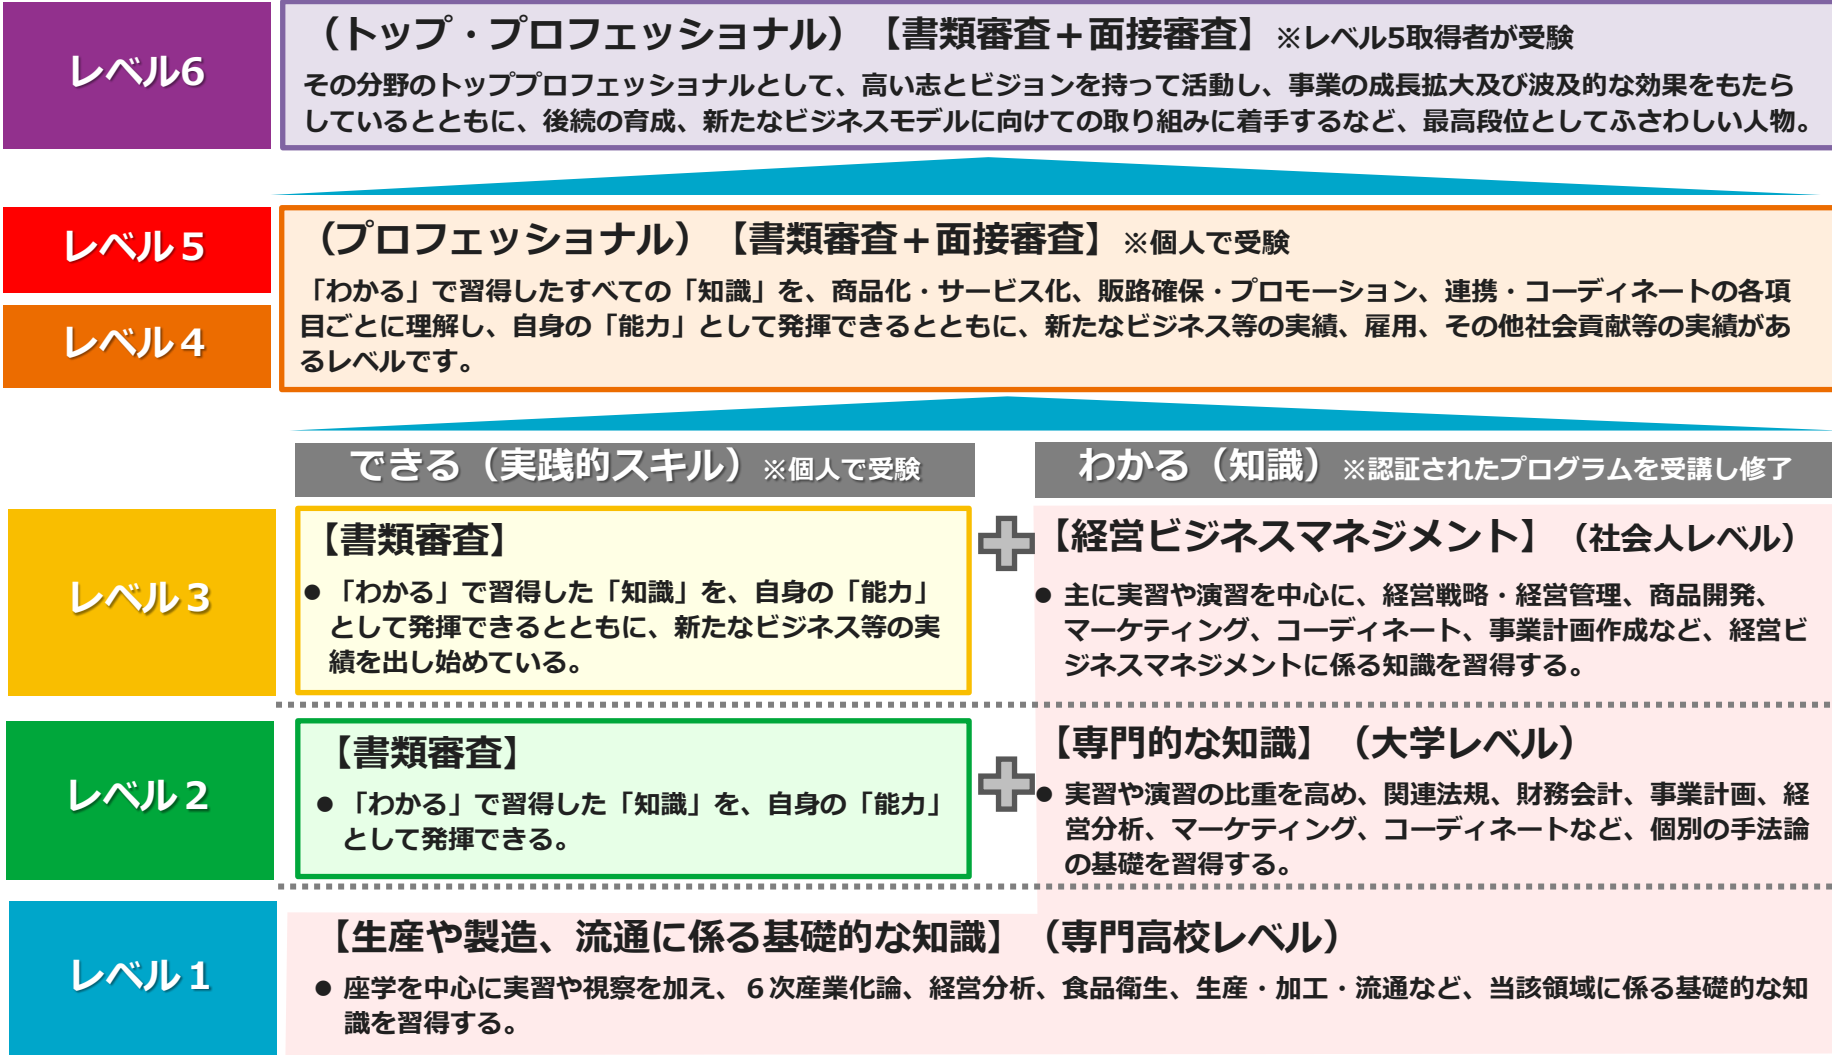 レベル6
（トップ・プロフェッショナル）【書類審査＋面接審査】※レベル5取得者が受験
その分野のトッププロフェッショナルとして、高い志とビジョンを持って活動し、事業の成長拡大及び波及的な効果をもたら
しているとともに、後続の育成、新たなビジネスモデルに向けての取り組みに着手するなど、最高段位としてふさわしい人物。
レベル５
レベル４
（プロフェッショナル）【書類審査＋面接審査】※個人で受験
「わかる」で習得したすべての「知識」を、商品化・サービス化、販路確保・プロモーション、連携・コーディネートの各項
目ごとに理解し、自身の「能力」として発揮できるとともに、新たなビジネス等の実績、雇用、その他社会貢献等の実績があ
るレベルです。
できる（実践的スキル）※個人で受験
わかる（知識）※認証されたプログラムを受講し修了
レベル３
【書類審査】
●「わかる」で習得した「知識」を、自身の「能力」
として発揮できるとともに、新たなビジネス等の実
績を出し始めている。
【経営ビジネスマネジメント】（社会人レベル）
● 主に実習や演習を中心に、経営戦略・経営管理、商品開発、
マーケティング、コーディネート、事業計画作成など、経営ビ
ジネスマネジメントに係る知識を習得する。
レベル２
【書類審査】
●「わかる」で習得した「知識」を、自身の「能力」
として発揮できる。
【専門的な知識】（大学レベル）
● 実習や演習の比重を高め、関連法規、財務会計、事業計画、経
営分析、マーケティング、コーディネートなど、個別の手法論
の基礎を習得する。
レベル１
【生産や製造、流通に係る基礎的な知識】（専門高校レベル）
● 座学を中心に実習や視察を加え、６次産業化論、経営分析、食品衛生、生産・加工・流通など、当該領域に係る基礎的な知
識を習得する。